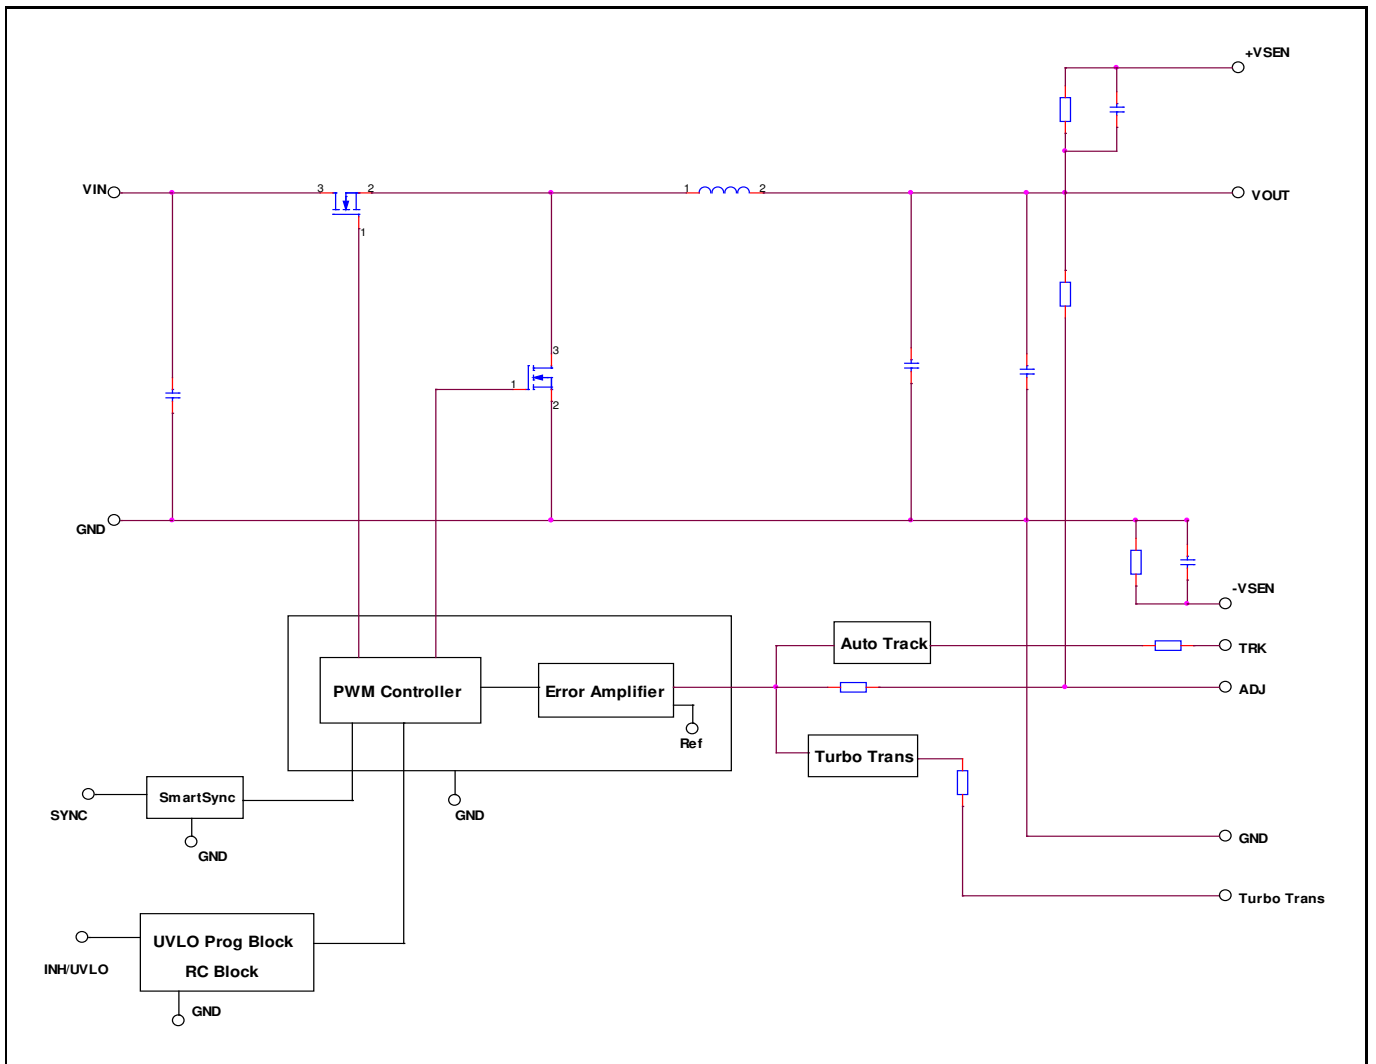 +VSEN
VIN
3
2
1
1
2
VOUT
3
1
2
GND
-VSEN
Auto Track
TRK
PWM Controller
Error Amplifier
ADJ
Ref
Turbo Trans
SmartSync
SYNC
GND
GND
GND
Turbo Trans
UVLO Prog Block
RC Block
INH/UVLO
GND